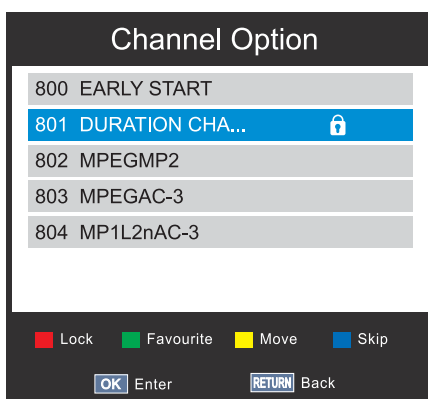 Channel Option
800 EARLY START
801 DURATION CHA...
802 MPEGMP2
803 MPEGAC-3
804 MP1L2nAC-3
Lock Favourite Move Skip
OK Enter RETURN Back